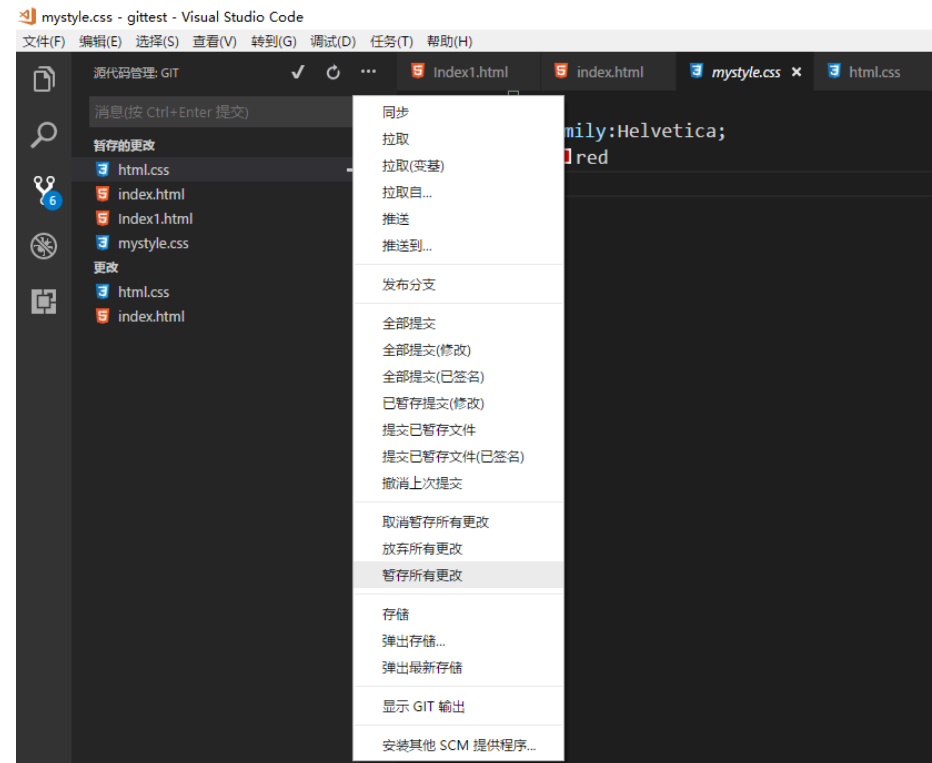 mystyle.css - gittest - Visual Studio Code
文件(F) 编辑(E) 选择(S) 查看(V) 转到(G) 调试(D) 任务(T) 帮助(H)
源代码管理: GIT
Index1.html index.html mystyle.css html.css
消息(按 Ctrl+Enter 提交)
暂存的更改
html.css
index.html
Index1.html
mystyle.css
更改
html.css
index.html
6
同步
拉取
拉取(变基)
拉取自...
推送
推送到...
发布分支
全部提交
全部提交(修改)
全部提交(已签名)
已暂存提交(修改)
提交已暂存文件
提交已暂存文件(已签名)
撤消上次提交
取消暂存所有更改
放弃所有更改
暂存所有更改
存储
弹出存储...
弹出最新存储
显示 GIT 输出
安装其他 SCM 提供程序...
mily:Helvetica;
red